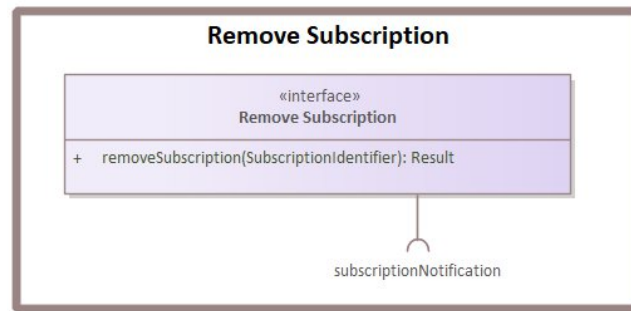 Remove Subscription
«interface»
Remove Subscription
+ removeSubscription(SubscriptionIdentifier): Result
subscriptionNotification